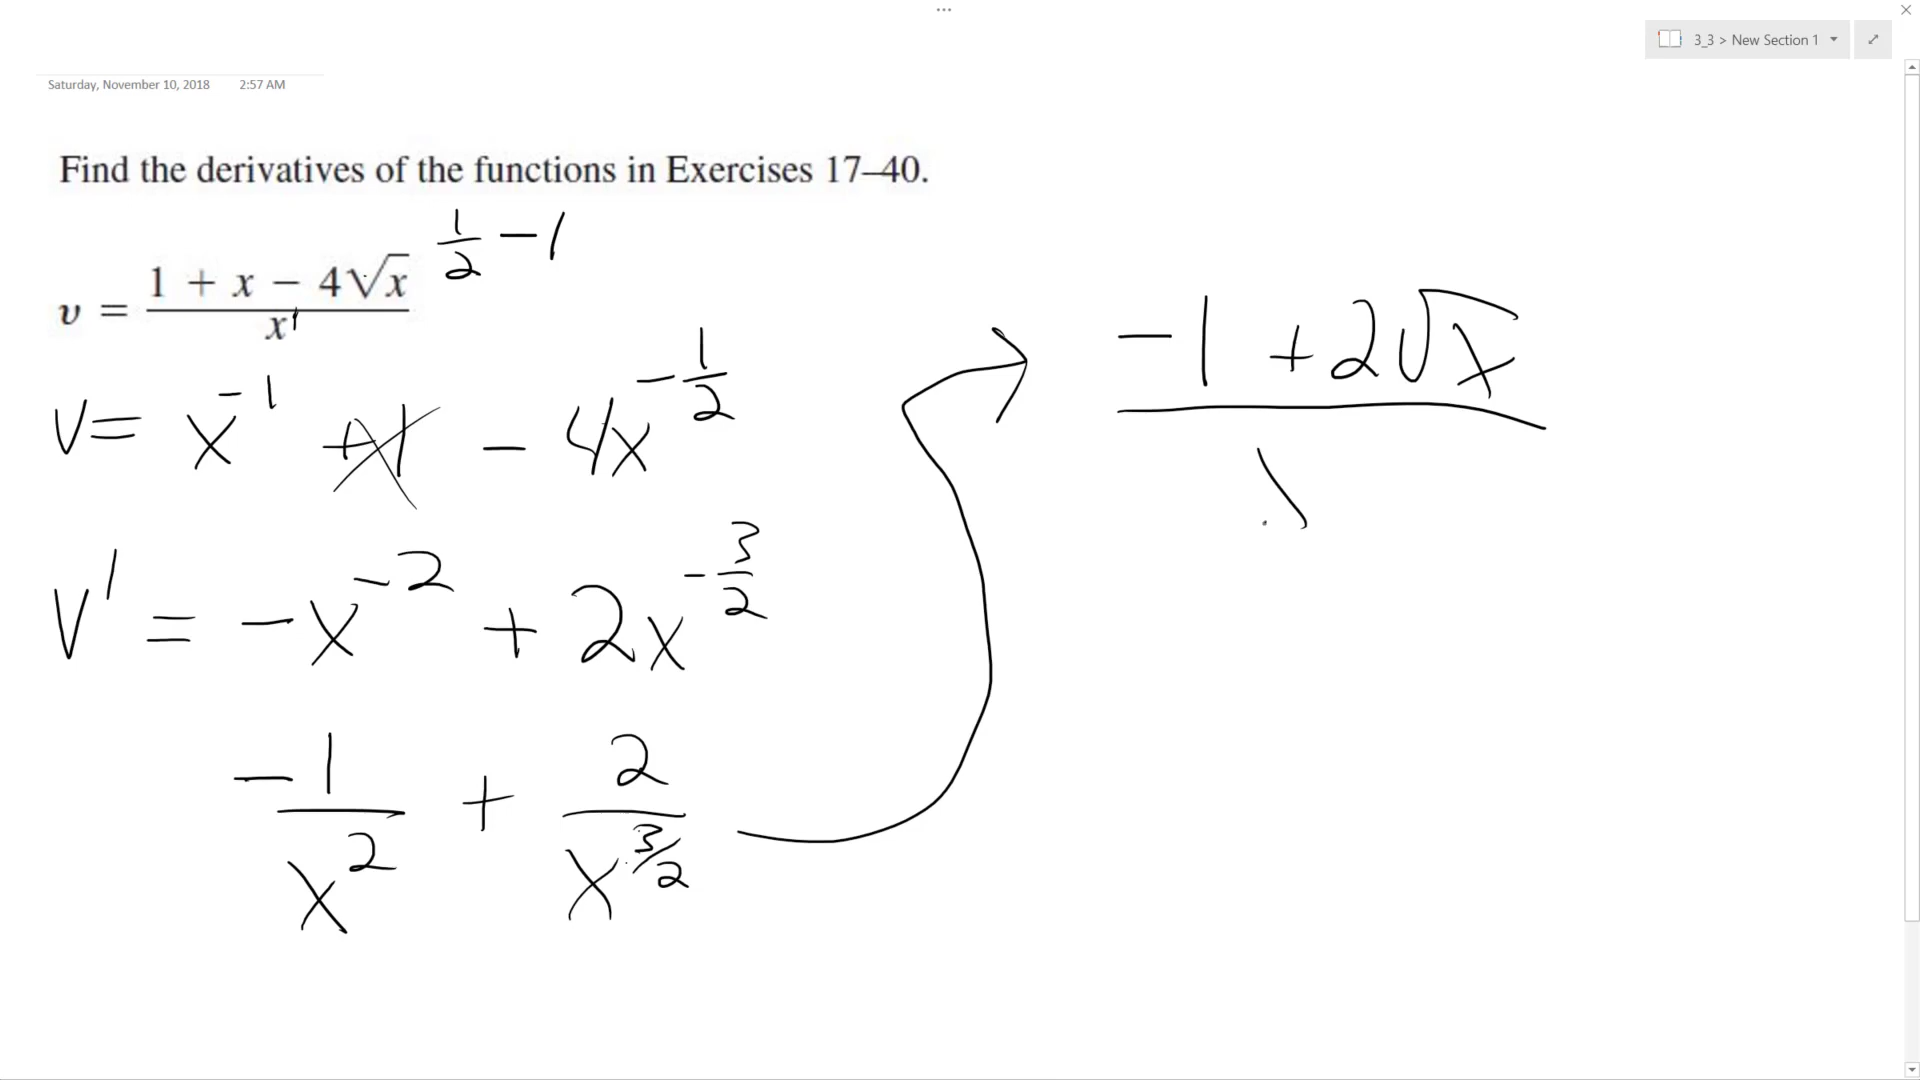 3_3 > New Section 1
Saturday, November 10, 2018 2:57 AM
Find the derivatives of the functions in Exercises 17–40.
1/2 - 1
v = (1 + x − 4√x)/x^1
V = x^-1 + 1 - 4x^(-1/2)
V' = -x^-2 + 2x^(-3/2)
-1/x^2 + 2/x^(3/2)
-1 + 2√x